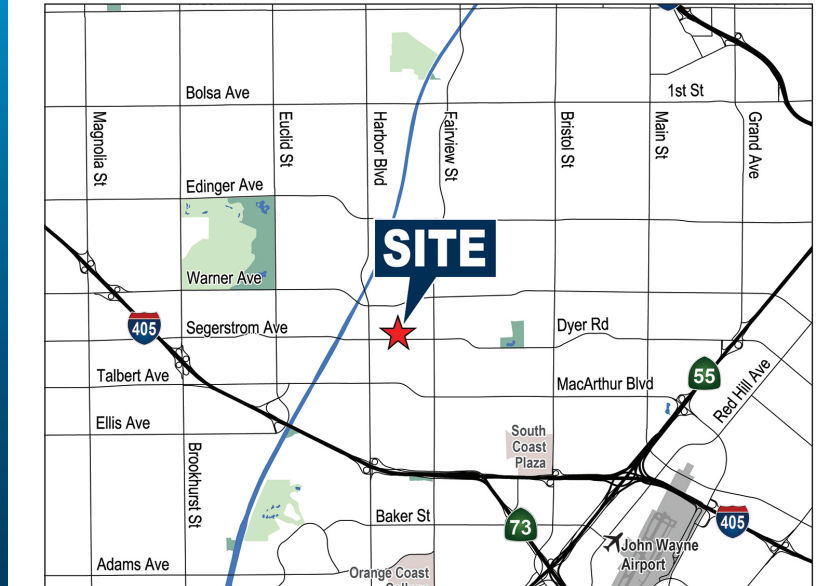 Bolsa Ave
1st St
Magnolia St
Euclid St
Harbor Blvd
Fairview St
Bristol St
Main St
Grand Ave
Edinger Ave
SITE
Warner Ave
405
Segerstrom Ave
Dyer Rd
Talbert Ave
MacArthur Blvd
55
Red Hill Ave
Ellis Ave
South
Coast
Plaza
Brookhurst St
Baker St
73
405
John Wayne
Airport
Adams Ave
Orange Coast